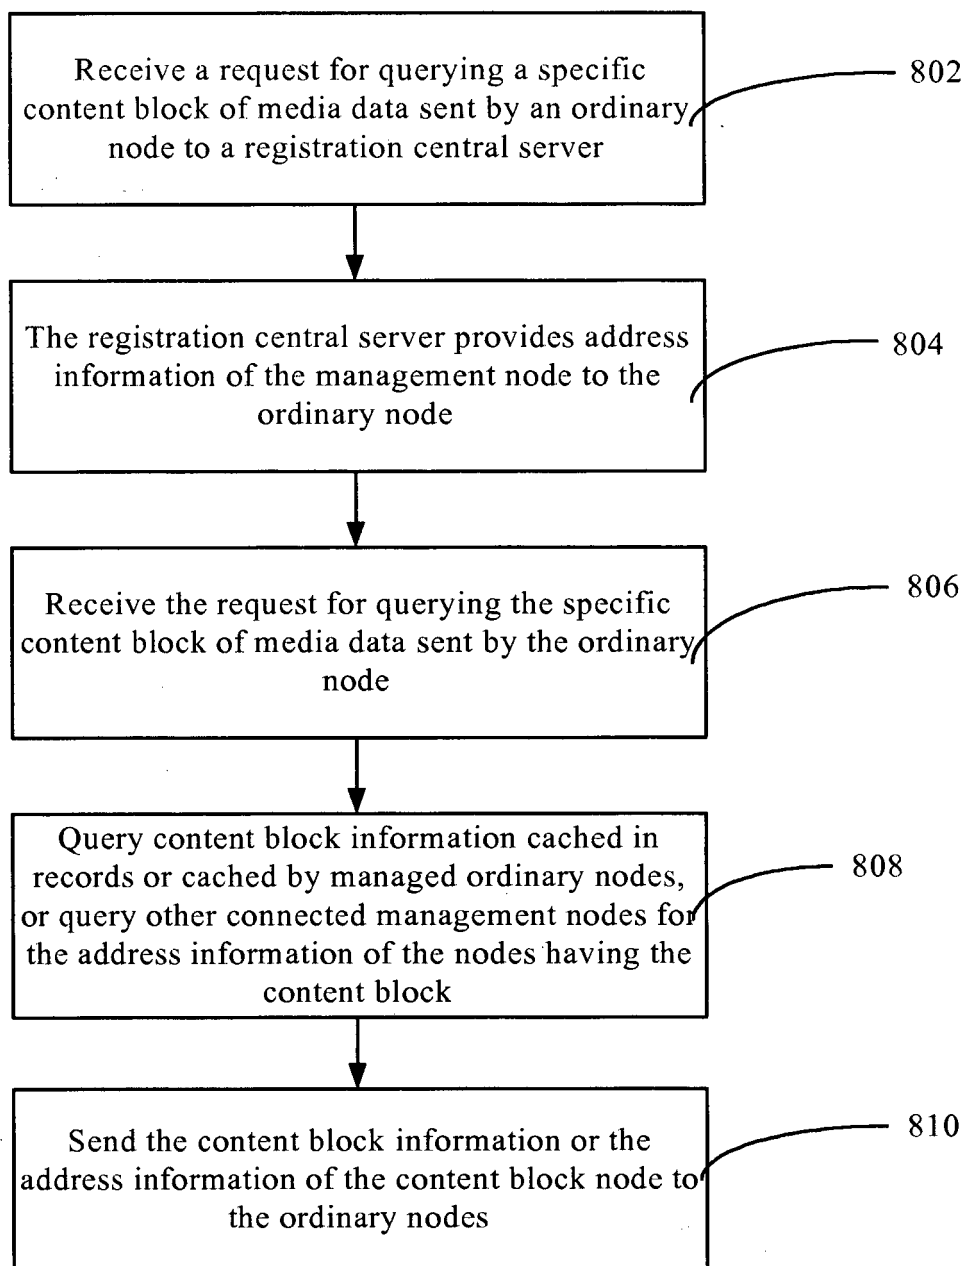 Receive a request for querying a specific
content block of media data sent by an ordinary
node to a registration central server
802
The registration central server provides address
information of the management node to the
ordinary node
804
Receive the request for querying the specific
content block of media data sent by the ordinary
node
806
Query content block information cached in
records or cached by managed ordinary nodes,
or query other connected management nodes for
the address information of the nodes having the
content block
808
Send the content block information or the
address information of the content block node to
the ordinary nodes
810